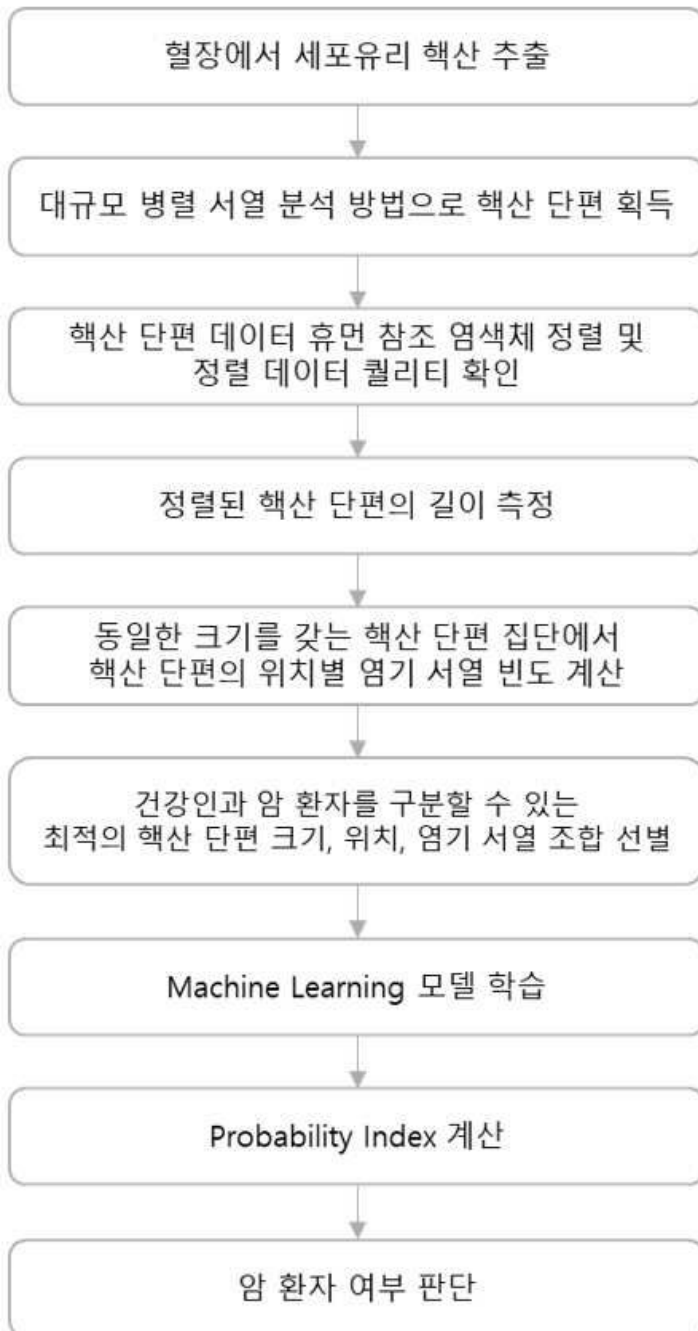 혈장에서 세포유리 핵산 추출
대규모 병렬 서열 분석 방법으로 핵산 단편 획득
핵산 단편 데이터 휴먼 참조 염색체 정렬 및
정렬 데이터 퀄리티 확인
정렬된 핵산 단편의 길이 측정
동일한 크기를 갖는 핵산 단편 집단에서
핵산 단편의 위치별 염기 서열 빈도 계산
건강인과 암 환자를 구분할 수 있는
최적의 핵산 단편 크기, 위치, 염기 서열 조합 선별
Machine Learning 모델 학습
Probability Index 계산
암 환자 여부 판단